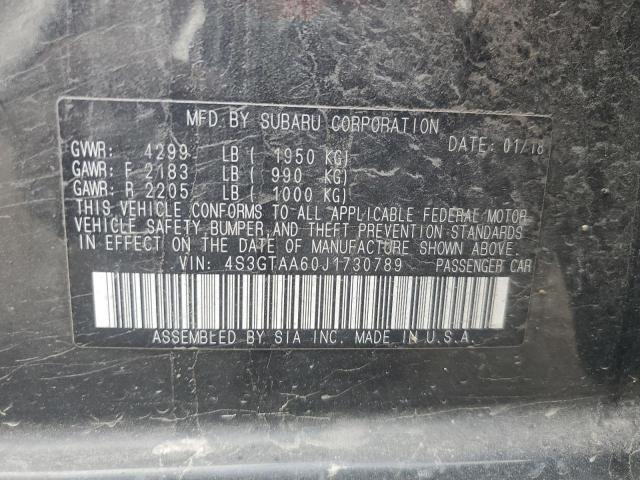 MFD.BY SUBARU CORPORATION
DATE: 01/18
GVWR: 4299 LB ( 1950 KG)
GAWR: F 2183 LB ( 990 KG)
GAWR: R 2205 LB ( 1000 KG)
THIS VEHICLE CONFORMS TO ALL APPLICABLE FEDERAL MOTOR
VEHICLE SAFETY, BUMPER, AND THEFT PREVENTION STANDARDS
IN EFFECT ON THE DATE OF MANUFACTURE SHOWN ABOVE.
VIN: 4S3GTAA60J1730789 PASSENGER CAR
ASSEMBLED BY SIA INC. MADE IN U.S.A.